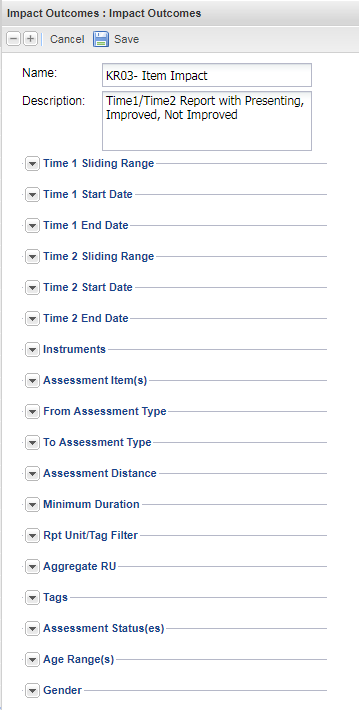 Impact Outcomes : Impact Outcomes
Cancel Save
Name: KR03- Item Impact
Description: Time1/Time2 Report with Presenting,
Improved, Not Improved
Time 1 Sliding Range
Time 1 Start Date
Time 1 End Date
Time 2 Sliding Range
Time 2 Start Date
Time 2 End Date
Instruments
Assessment Item(s)
From Assessment Type
To Assessment Type
Assessment Distance
Minimum Duration
Rpt Unit/Tag Filter
Aggregate RU
Tags
Assessment Status(es)
Age Range(s)
Gender